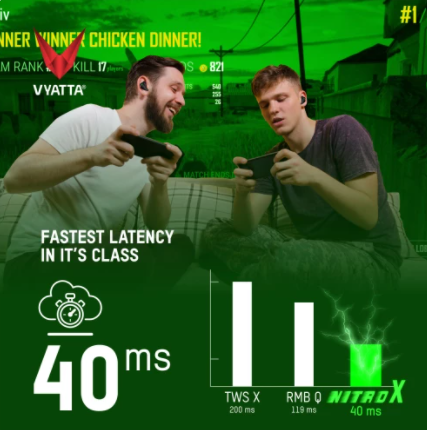 iv
#1
NNER WINNER CHICKEN DINNER!
M RANK KILL 17 821
VYATTA
FASTEST LATENCY
IN IT'S CLASS
40 ms
TWS X
200 ms
RMB Q
119 ms
NITRO X
40 ms